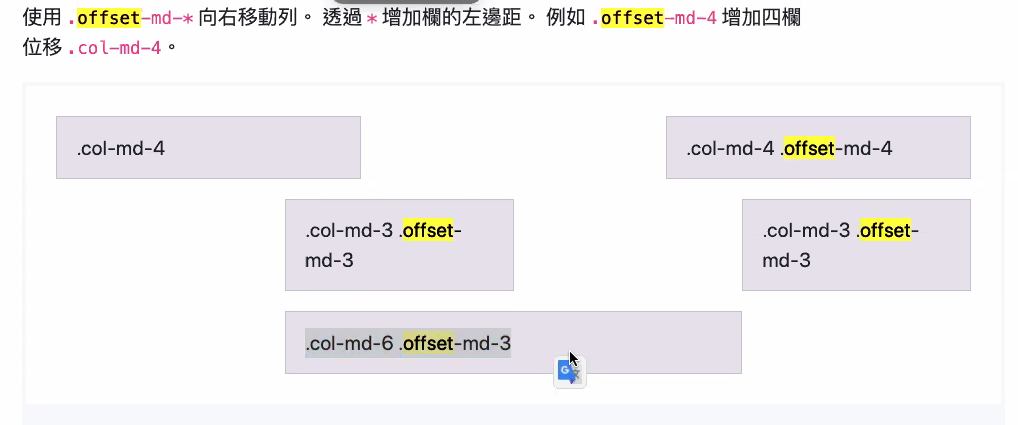 使用 .offset-md-* 向右移動列。 透過 * 增加欄的左邊距。 例如 .offset-md-4 增加四欄
位移 .col-md-4。
.col-md-4
.col-md-4 .offset-md-4
.col-md-3 .offset-
md-3
.col-md-3 .offset-
md-3
.col-md-6 .offset-md-3